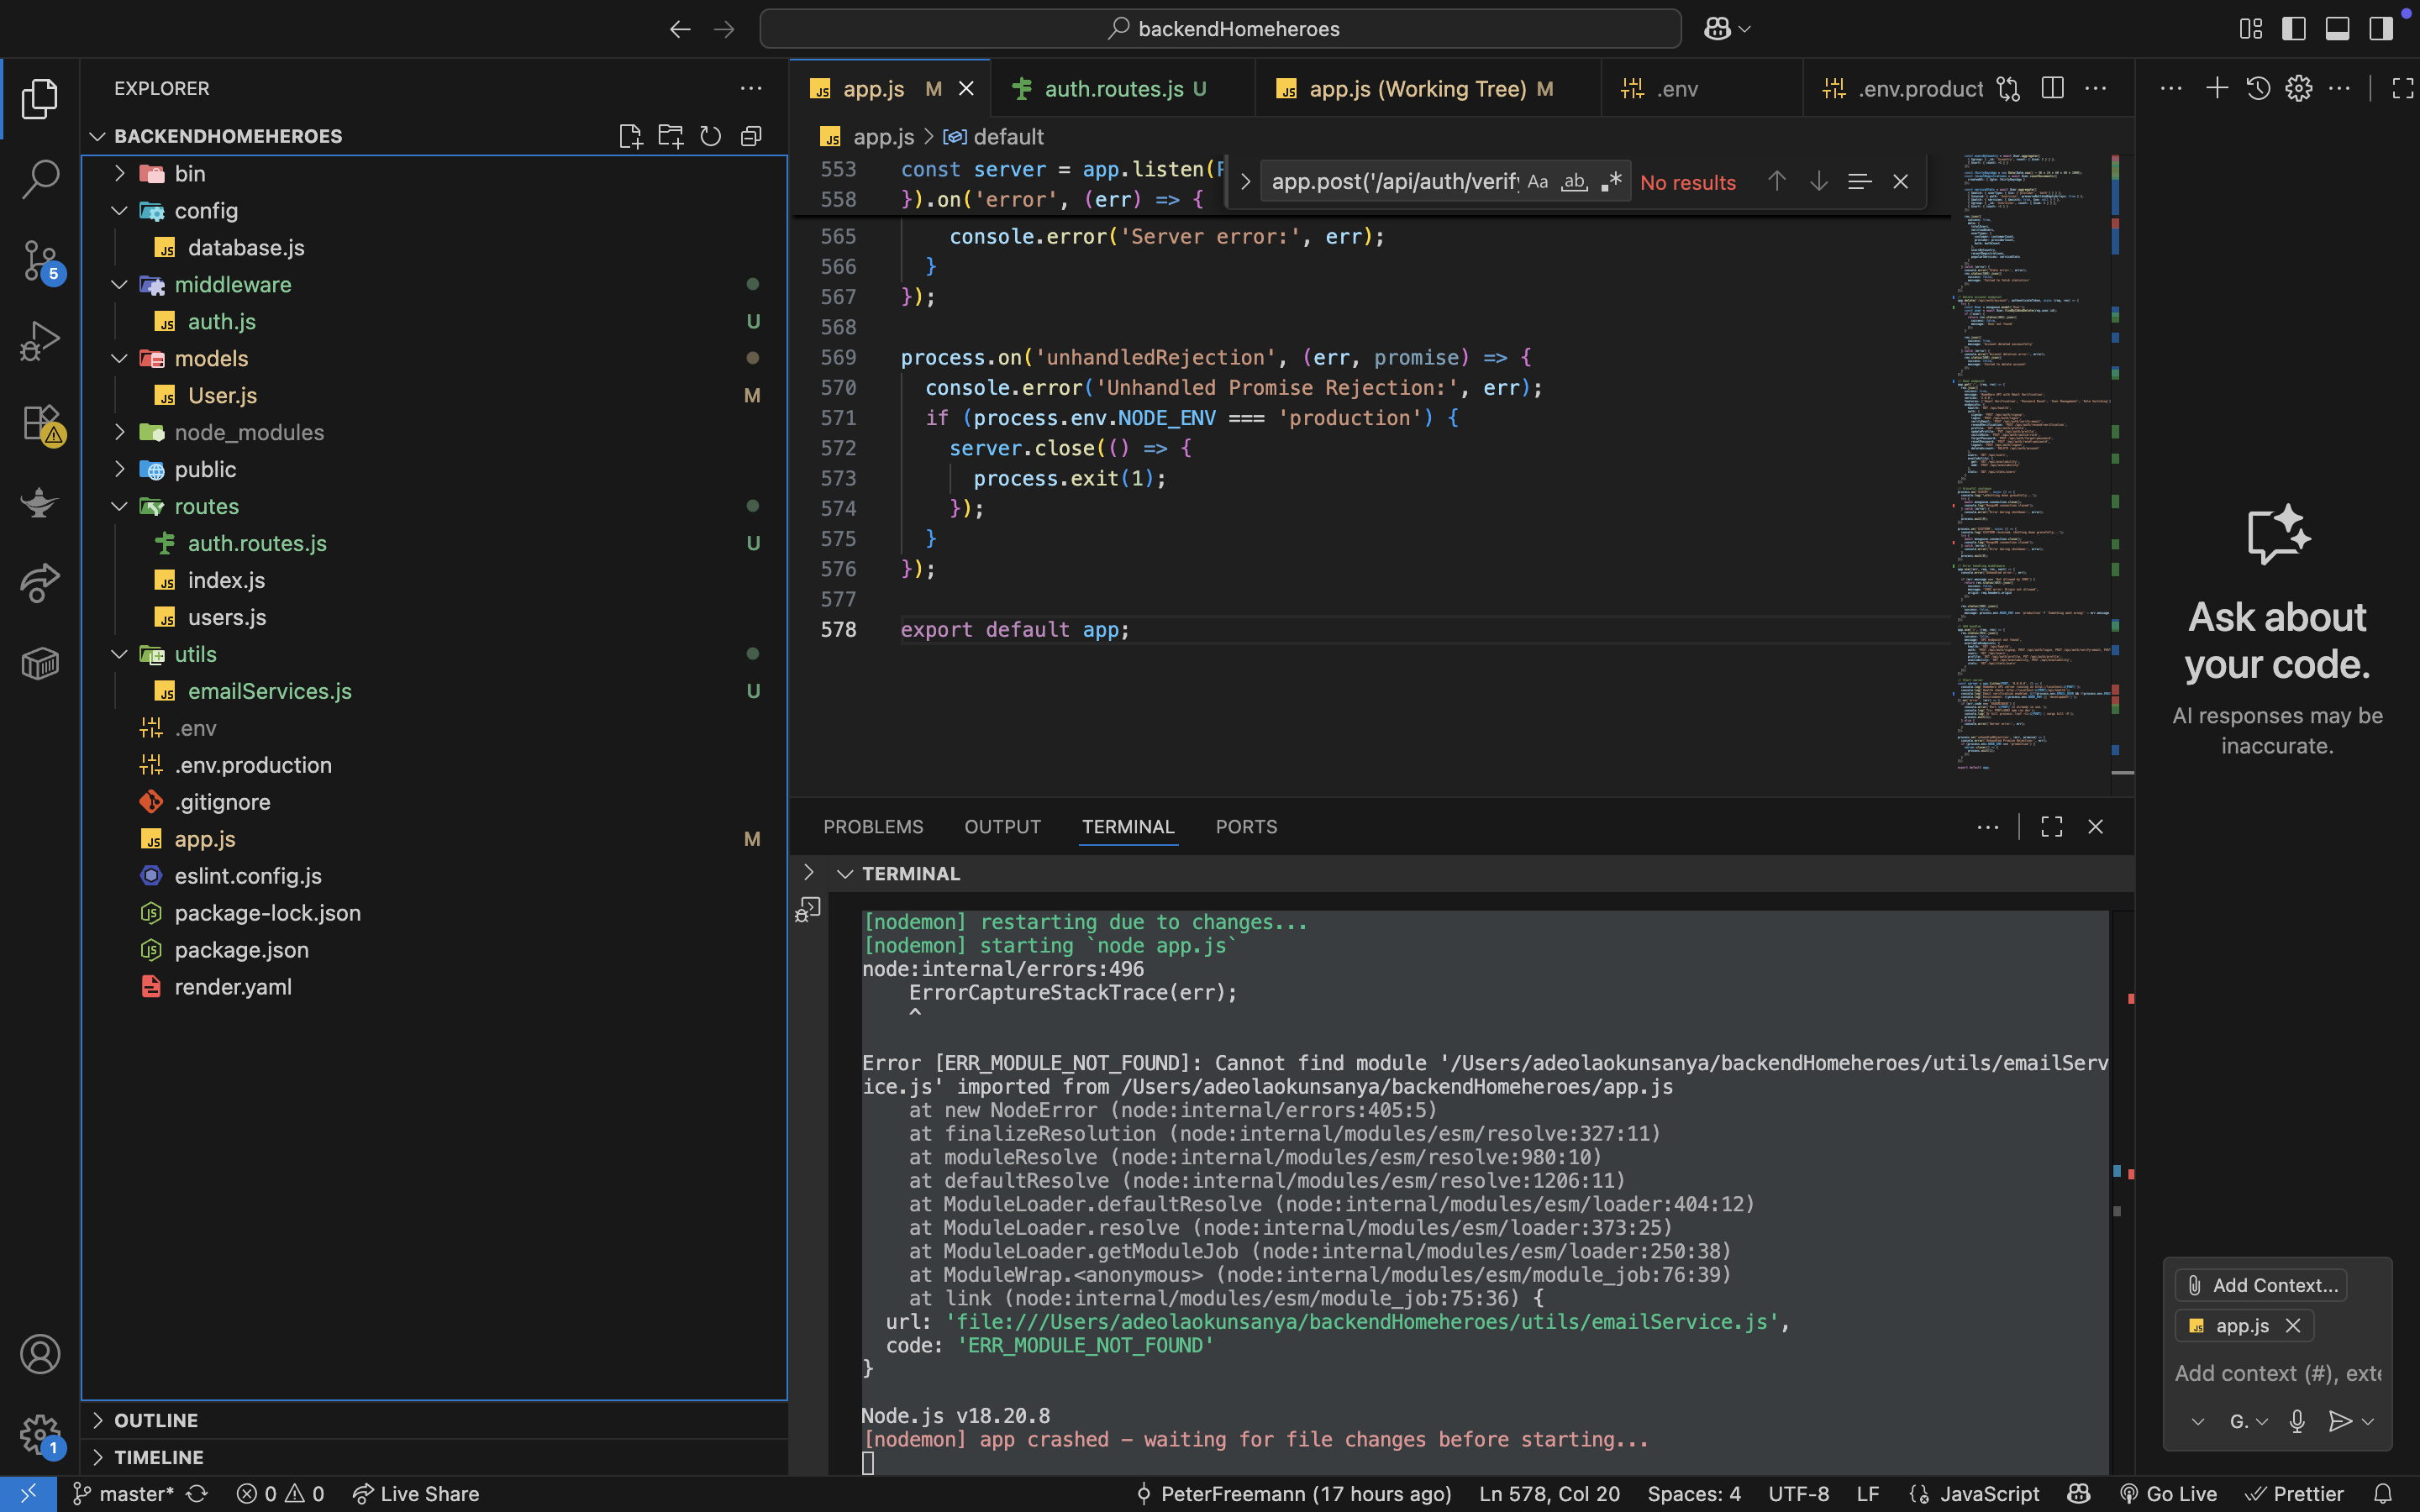 backendHomeheroes
EXPLORER
BACKENDHOMEHEROES
bin
config
database.js
middleware
auth.js U
models
User.js M
node_modules
public
routes
auth.routes.js U
index.js
users.js
utils
emailServices.js U
.env
.env.production
.gitignore
app.js M
eslint.config.js
package-lock.json
package.json
render.yaml
OUTLINE
TIMELINE
5
1
app.js M
auth.routes.js U
app.js (Working Tree) M
.env
.env.product
app.js > default
app.post('/api/auth/verify
Aa ab .*
No results
553 const server = app.listen(
558 }).on('error', (err) => {
565 console.error('Server error:', err);
566 }
567 });
568
569 process.on('unhandledRejection', (err, promise) => {
570 console.error('Unhandled Promise Rejection:', err);
571 if (process.env.NODE_ENV === 'production') {
572 server.close(() => {
573 process.exit(1);
574 });
575 }
576 });
577
578 export default app;
PROBLEMS OUTPUT TERMINAL PORTS
TERMINAL
[nodemon] restarting due to changes...
[nodemon] starting `node app.js`
node:internal/errors:496
ErrorCaptureStackTrace(err);
^
Error [ERR_MODULE_NOT_FOUND]: Cannot find module '/Users/adeolaokunsanya/backendHomeheroes/utils/emailServ
ice.js' imported from /Users/adeolaokunsanya/backendHomeheroes/app.js
at new NodeError (node:internal/errors:405:5)
at finalizeResolution (node:internal/modules/esm/resolve:327:11)
at moduleResolve (node:internal/modules/esm/resolve:980:10)
at defaultResolve (node:internal/modules/esm/resolve:1206:11)
at ModuleLoader.defaultResolve (node:internal/modules/esm/loader:404:12)
at ModuleLoader.resolve (node:internal/modules/esm/loader:373:25)
at ModuleLoader.getModuleJob (node:internal/modules/esm/loader:250:38)
at ModuleWrap.<anonymous> (node:internal/modules/esm/module_job:76:39)
at link (node:internal/modules/esm/module_job:75:36) {
url: 'file:///Users/adeolaokunsanya/backendHomeheroes/utils/emailService.js',
code: 'ERR_MODULE_NOT_FOUND'
}
Node.js v18.20.8
[nodemon] app crashed - waiting for file changes before starting...
Ask about
your code.
AI responses may be
inaccurate.
Add Context...
app.js
Add context (#), exte
G.
master*
0 0
Live Share
PeterFreemann (17 hours ago)
Ln 578, Col 20
Spaces: 4
UTF-8
LF
JavaScript
Go Live
Prettier